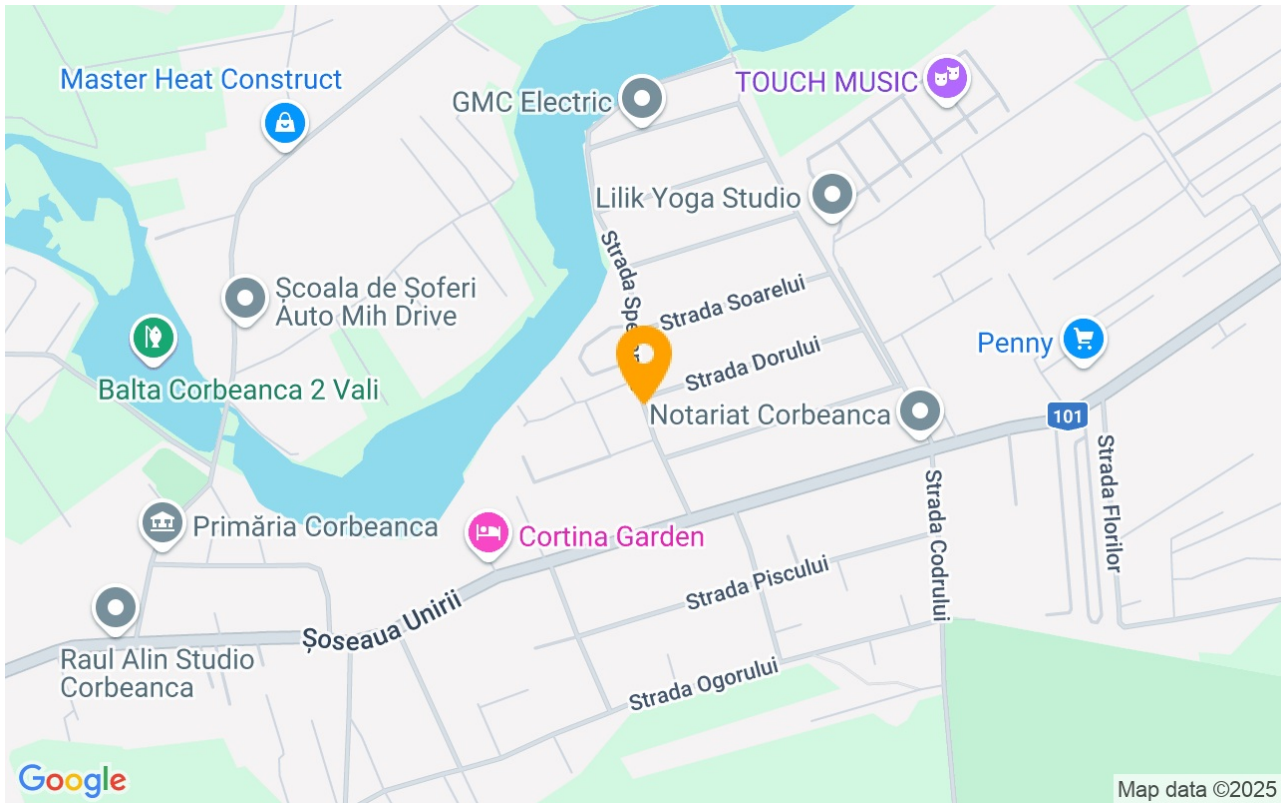 Master Heat Construct
GMC Electric
TOUCH MUSIC
Lilik Yoga Studio
Strada
Școala de Șoferi
Auto Mih Drive
Strada Soarelui
Strada Dorului
Penny
Balta Corbeanca 2 Vali
Notariat Corbeanca
101
Strada Florilor
Strada Codrului
Primăria Corbeanca
Cortina Garden
Strada Piscului
Șoseaua Unirii
Raul Alin Studio
Corbeanca
Strada Ogorului
Google
Map data ©2025